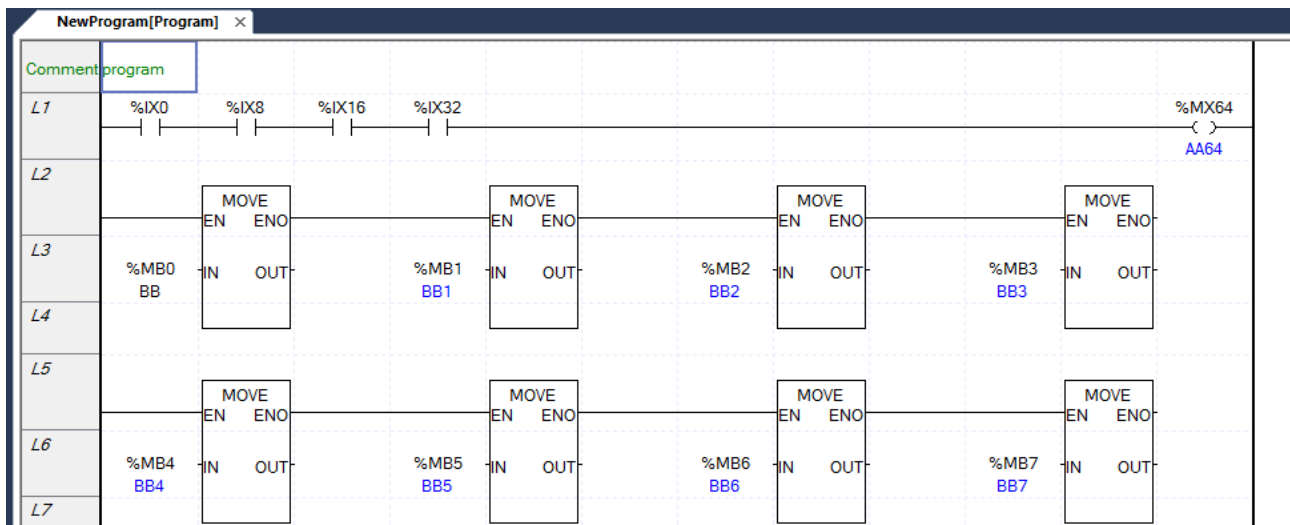 NewProgram[Program] ×
Comment program
L1 %IX0 %IX8 %IX16 %IX32 %MX64
AA64
L2
MOVE MOVE MOVE MOVE
EN ENO EN ENO EN ENO EN ENO
L3
%MB0 IN OUT %MB1 IN OUT %MB2 IN OUT %MB3 IN OUT
BB BB1 BB2 BB3
L4
L5
MOVE MOVE MOVE MOVE
EN ENO EN ENO EN ENO EN ENO
L6
%MB4 IN OUT %MB5 IN OUT %MB6 IN OUT %MB7 IN OUT
BB4 BB5 BB6 BB7
L7